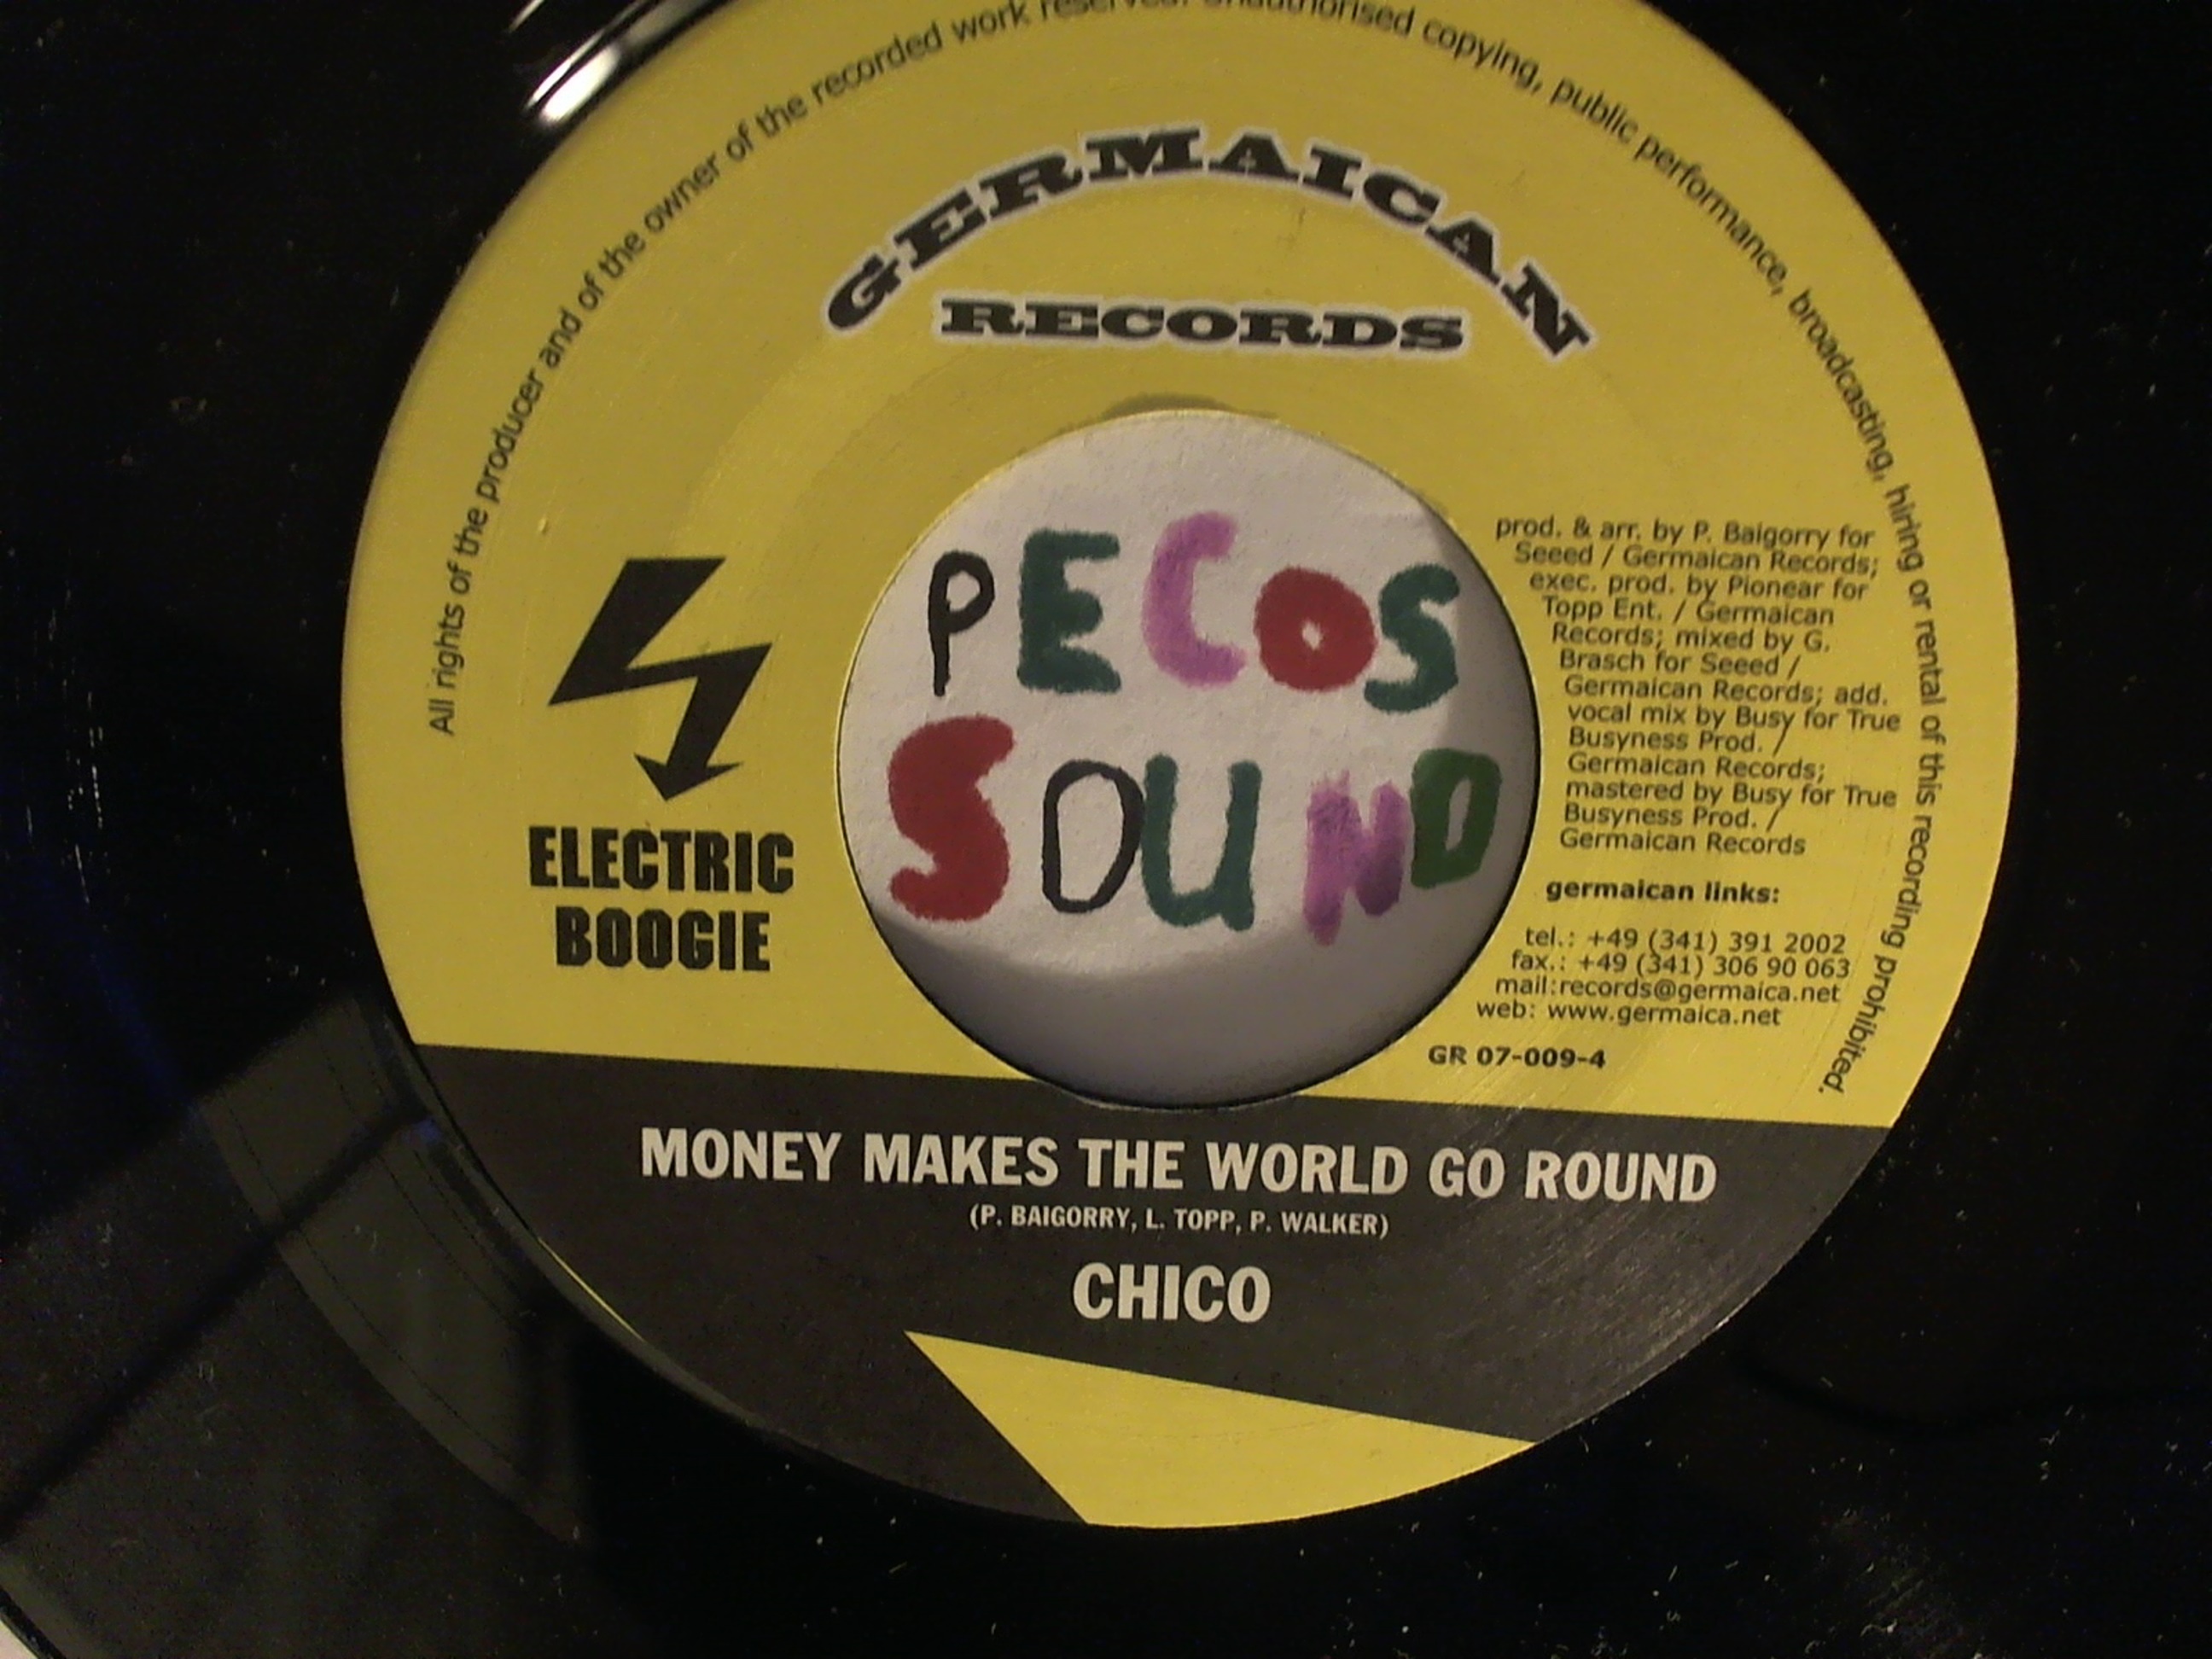 All rights of the producer and of the owner of the recorded work reserved. Unauthorised copying, public performance, broadcasting, hiring or rental of this recording prohibited.
GERMAICAN
RECORDS
PECOS
SOUND
ELECTRIC
BOOGIE
prod. & arr. by P. Baigorry for
Seeed / Germaican Records;
exec. prod. by Pionear for
Topp Ent. / Germaican
Records; mixed by G.
Brasch for Seeed /
Germaican Records; add.
vocal mix by Busy for True
Busyness Prod. /
Germaican Records;
mastered by Busy for True
Busyness Prod. /
Germaican Records
germaican links:
tel.: +49 (341) 391 2002
fax.: +49 (341) 306 90 063
mail:records@germaica.net
web: www.germaica.net
GR 07-009-4
MONEY MAKES THE WORLD GO ROUND
(P. BAIGORRY, L. TOPP, P. WALKER)
CHICO